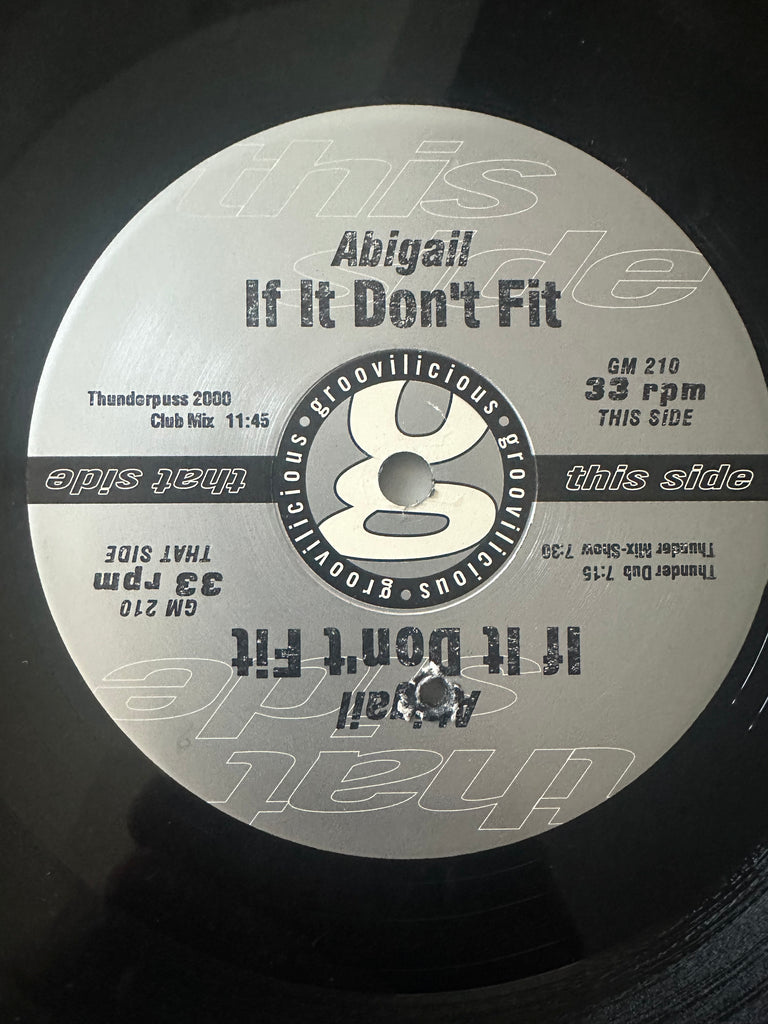 this
side
Abigail
If It Don't Fit
Thunderpuss 2000
Club Mix 11:45
GM 210
33 rpm
THIS SIDE
groovilicious • groovilicious • groovilicious • groovilicious •
g
this side
that side
that
side
Abigail
If It Don't Fit
GM 210
33 rpm
THAT SIDE
Thunder Dub 7:15
Thunder Mix-Show 7:30